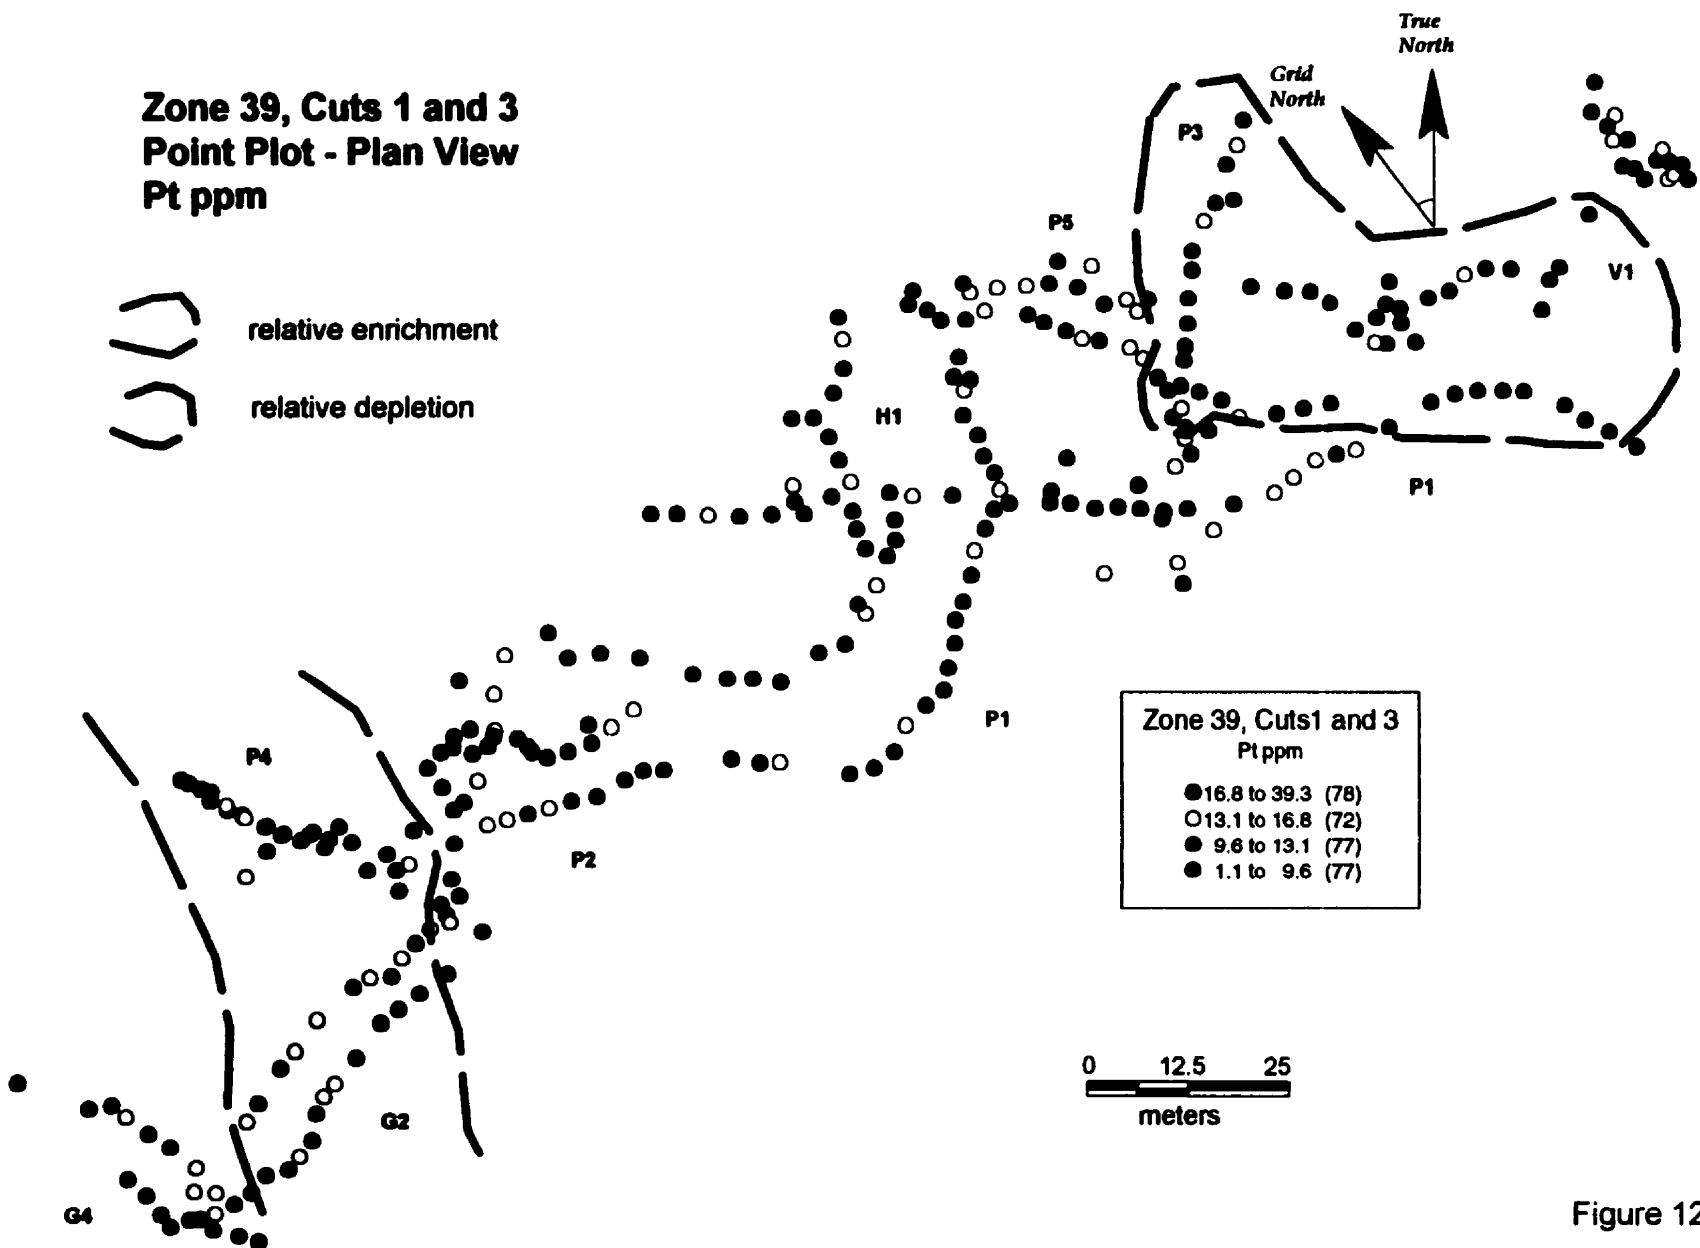 Zone 39, Cuts 1 and 3
Point Plot - Plan View
Pt ppm
True
North
Grid
North
relative enrichment
relative depletion
P3
P5
V1
H1
P1
P1
P4
P2
G2
G4
Zone 39, Cuts1 and 3
Pt ppm
16.8 to 39.3 (78)
13.1 to 16.8 (72)
9.6 to 13.1 (77)
1.1 to 9.6 (77)
0 12.5 25
meters
Figure 12